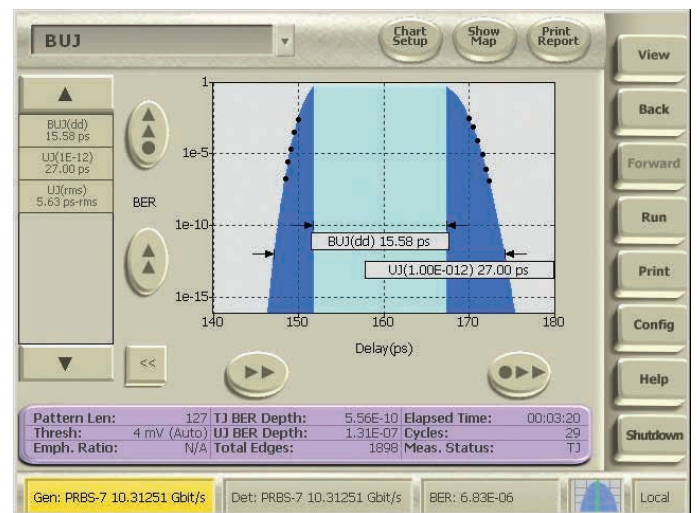 BUJ
Chart Setup
Show Map
Print Report
View
Back
Forward
Run
Print
Config
Help
Shutdown
BUJ(dd)
15.58 ps
UJ(1E-12)
27.00 ps
UJ(rms)
5.63 ps-rms
BER
1
1e-5
1e-10
1e-15
BUJ(dd) 15.58 ps
UJ(1.00E-012) 27.00 ps
140 150 160 170 180
Delay(ps)
<<
Pattern Len: 127 TJ BER Depth: 5.56E-10 Elapsed Time: 00:03:20
Thresh: 4 mV (Auto) UJ BER Depth: 1.31E-07 Cycles: 29
Emph. Ratio: N/A Total Edges: 1898 Meas. Status: TJ
Gen: PRBS-7 10.31251 Gbit/s Det: PRBS-7 10.31251 Gbit/s BER: 6.83E-06 Local